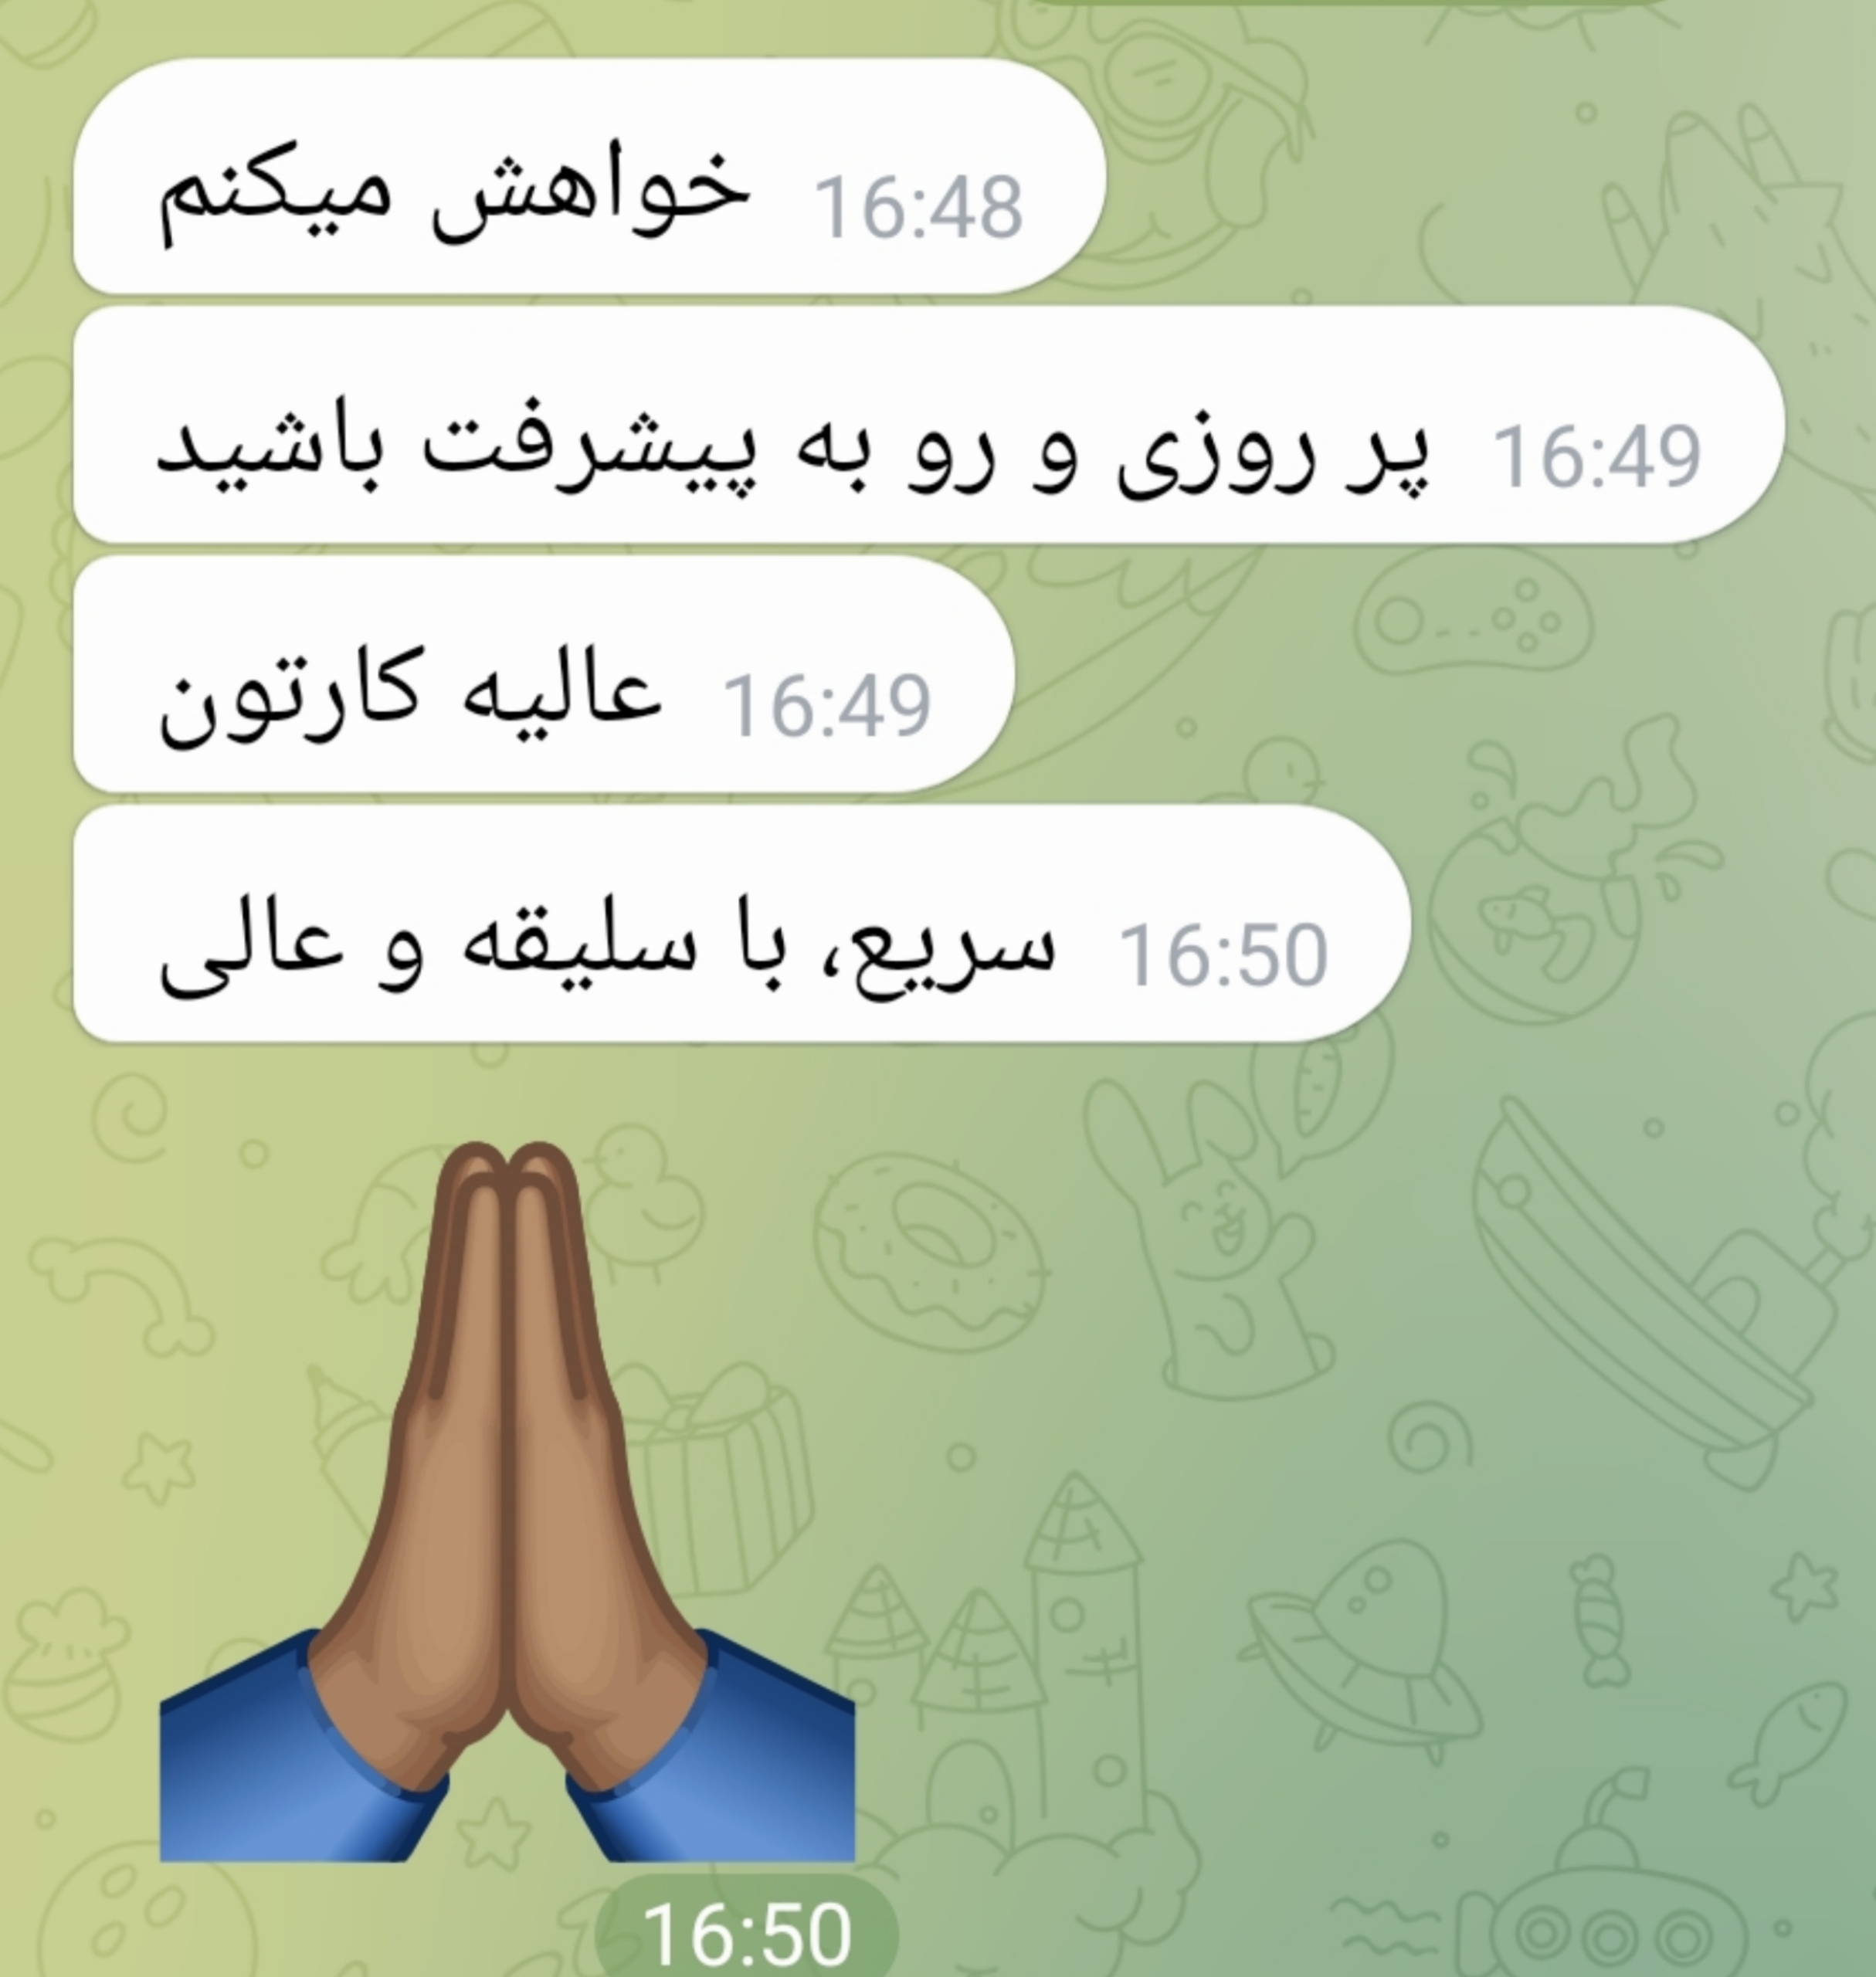 خواهش میکنم 16:48
پر روزی و رو به پیشرفت باشید 16:49
عالیه کارتون 16:49
سریع، با سلیقه و عالی 16:50
16:50